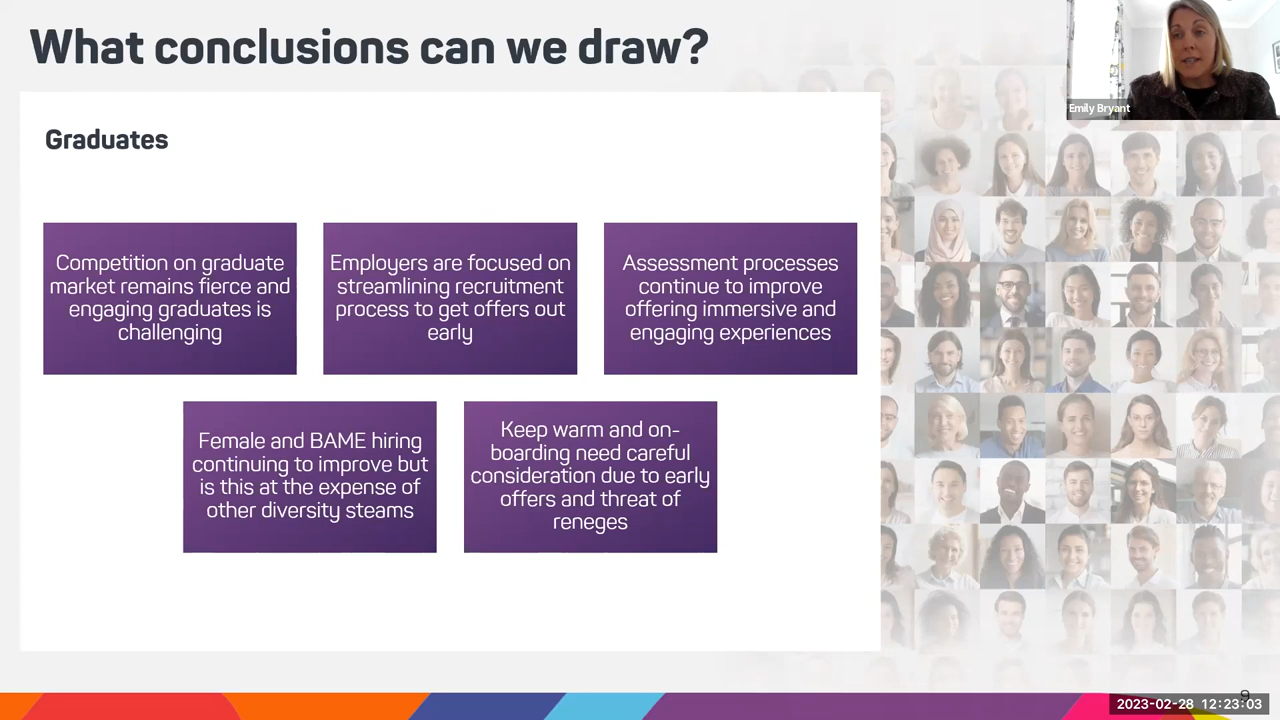 What conclusions can we draw?
Emily Bryant
Graduates
Competition on graduate
market remains fierce and
engaging graduates is
challenging
Employers are focused on
streamlining recruitment
process to get offers out
early
Assessment processes
continue to improve
offering immersive and
engaging experiences
Female and BAME hiring
continuing to improve but
is this at the expense of
other diversity steams
Keep warm and on-
boarding need careful
consideration due to early
offers and threat of
reneges
9
2023-02-28 12:23:03